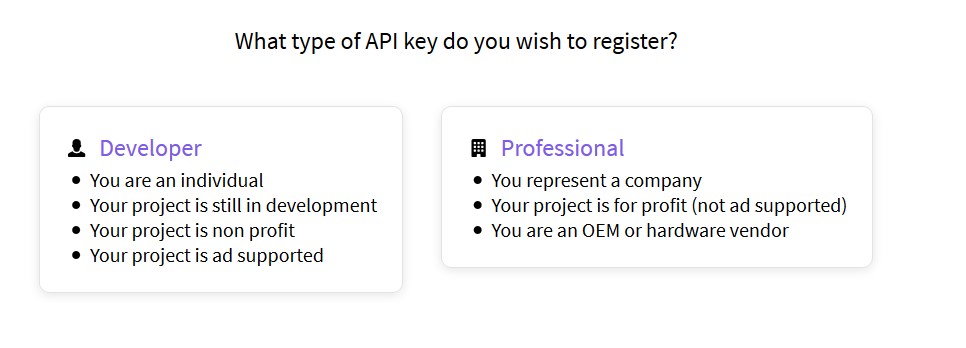 What type of API key do you wish to register?
Developer
You are an individual
Your project is still in development
Your project is non profit
Your project is ad supported
Professional
You represent a company
Your project is for profit (not ad supported)
You are an OEM or hardware vendor